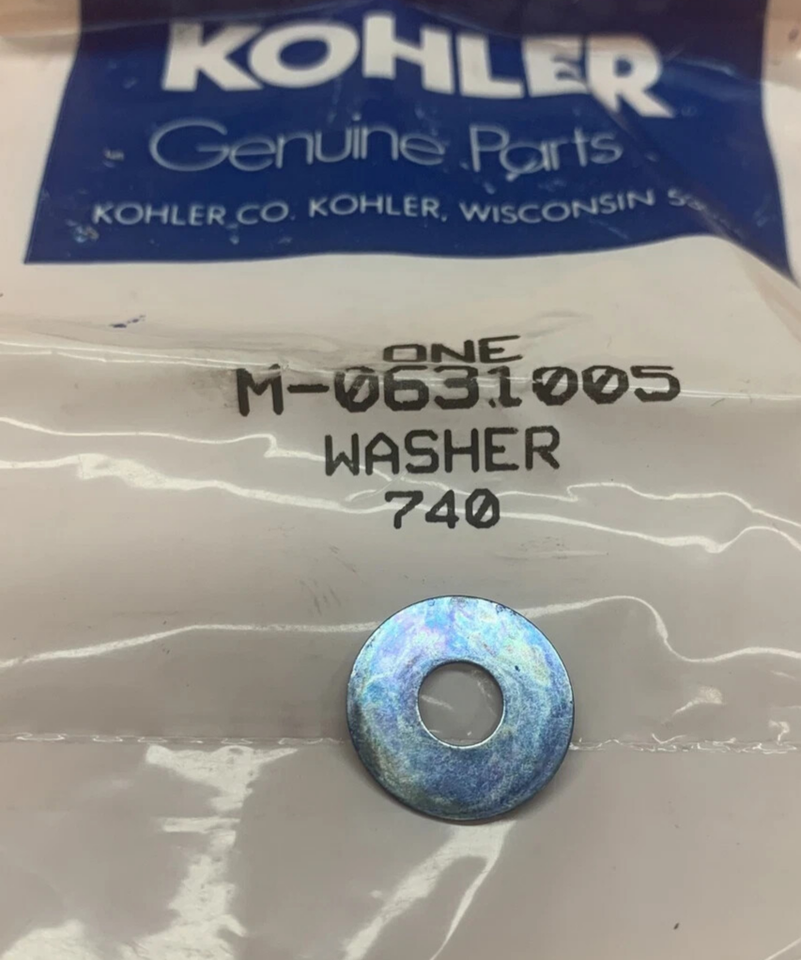 KOHLER
Genuine Parts
KOHLER CO. KOHLER, WISCONSIN
ONE
M-0631005
WASHER
740